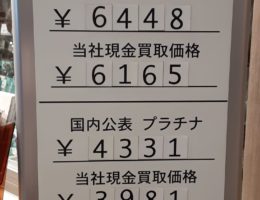 ¥ 6448
当社現金買取価格
¥ 6165
国内公表 プラチナ
¥ 4331
当社現金買取価格
¥ 3981